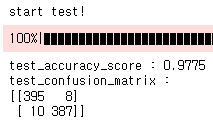 start test!
100%|
test_accuracy_score : 0.9775
test_confusion_matrix :
[[395   8]
 [ 10 387]]